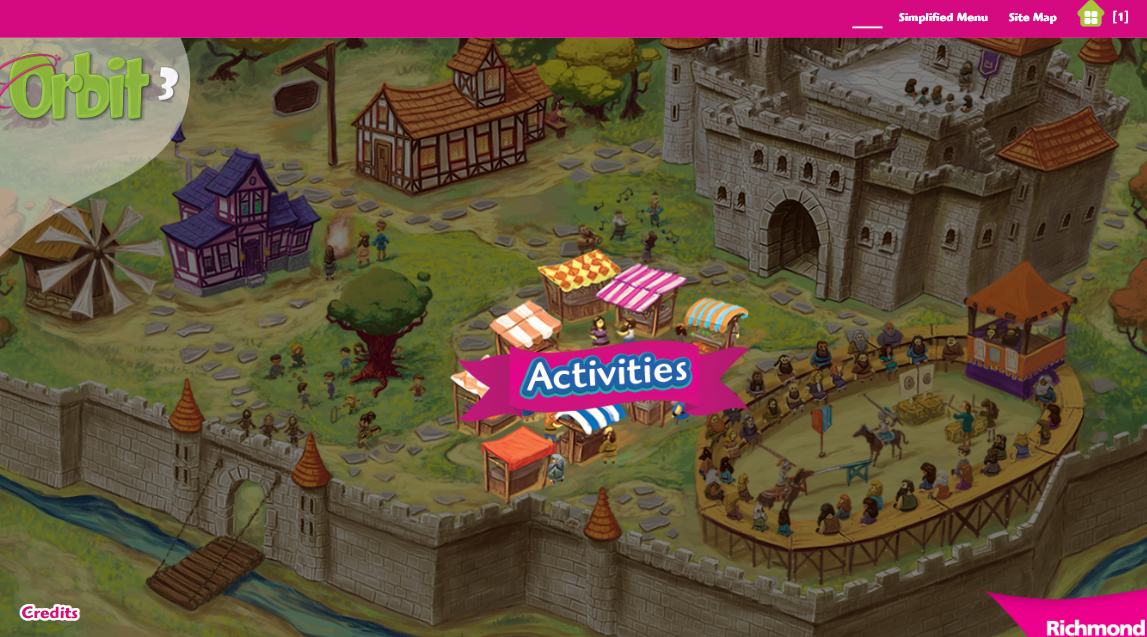 Simplified Menu Site Map [1]
Orbit 3
Activities
Credits
Richmond